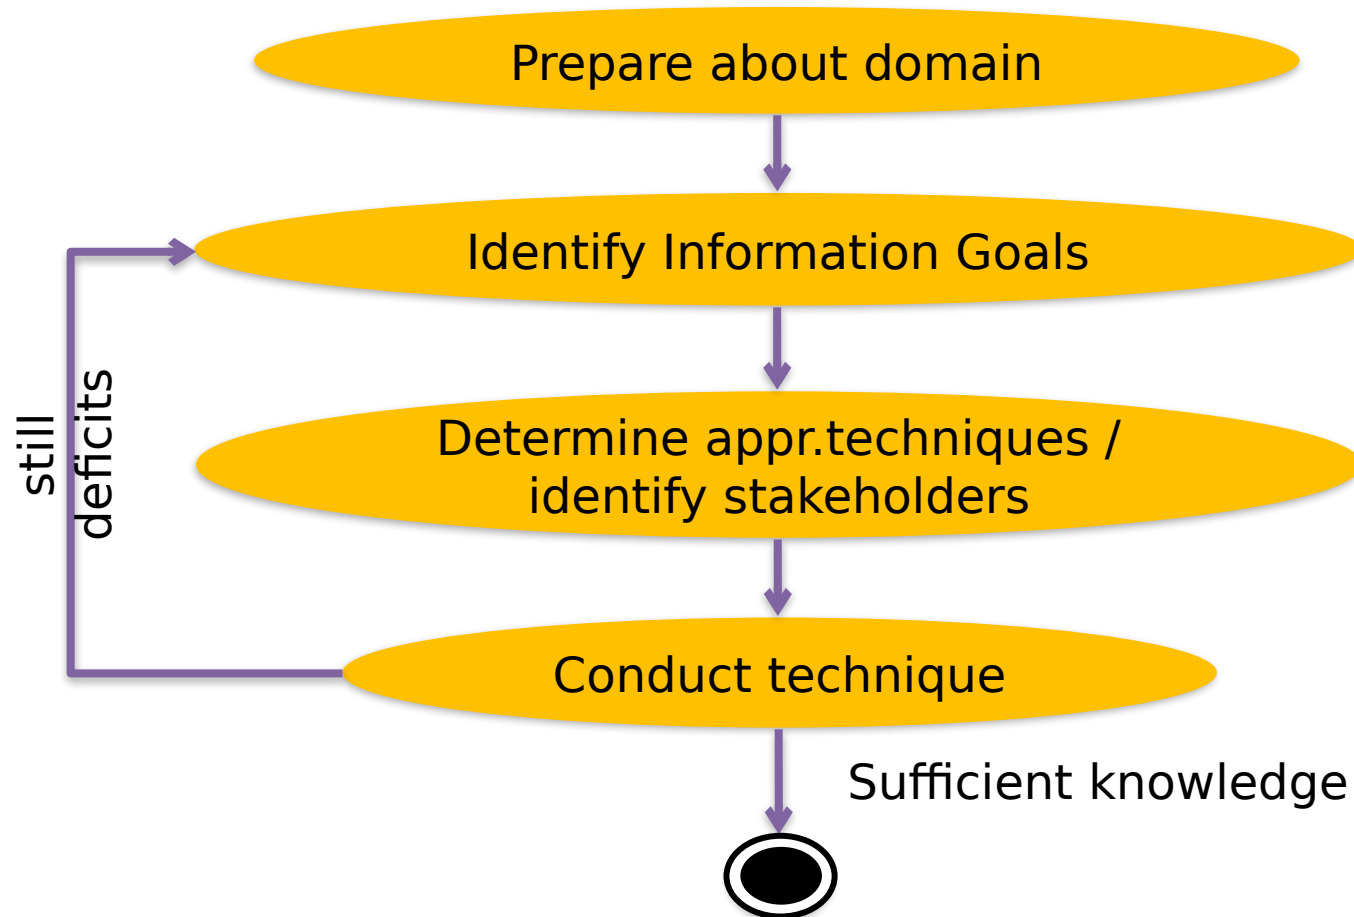 Prepare about domain
Identify Information Goals
still
deficits
Determine appr.techniques /
identify stakeholders
Conduct technique
Sufficient knowledge